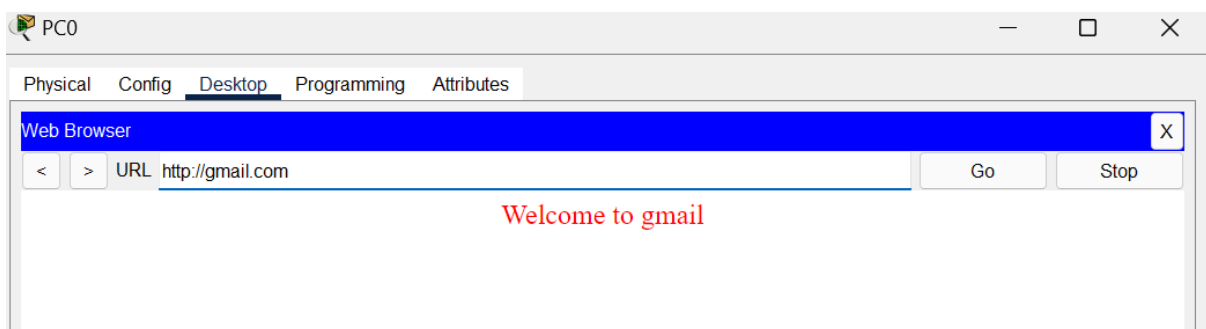 PC0
Physical Config Desktop Programming Attributes
Web Browser X
< > URL http://gmail.com Go Stop
Welcome to gmail